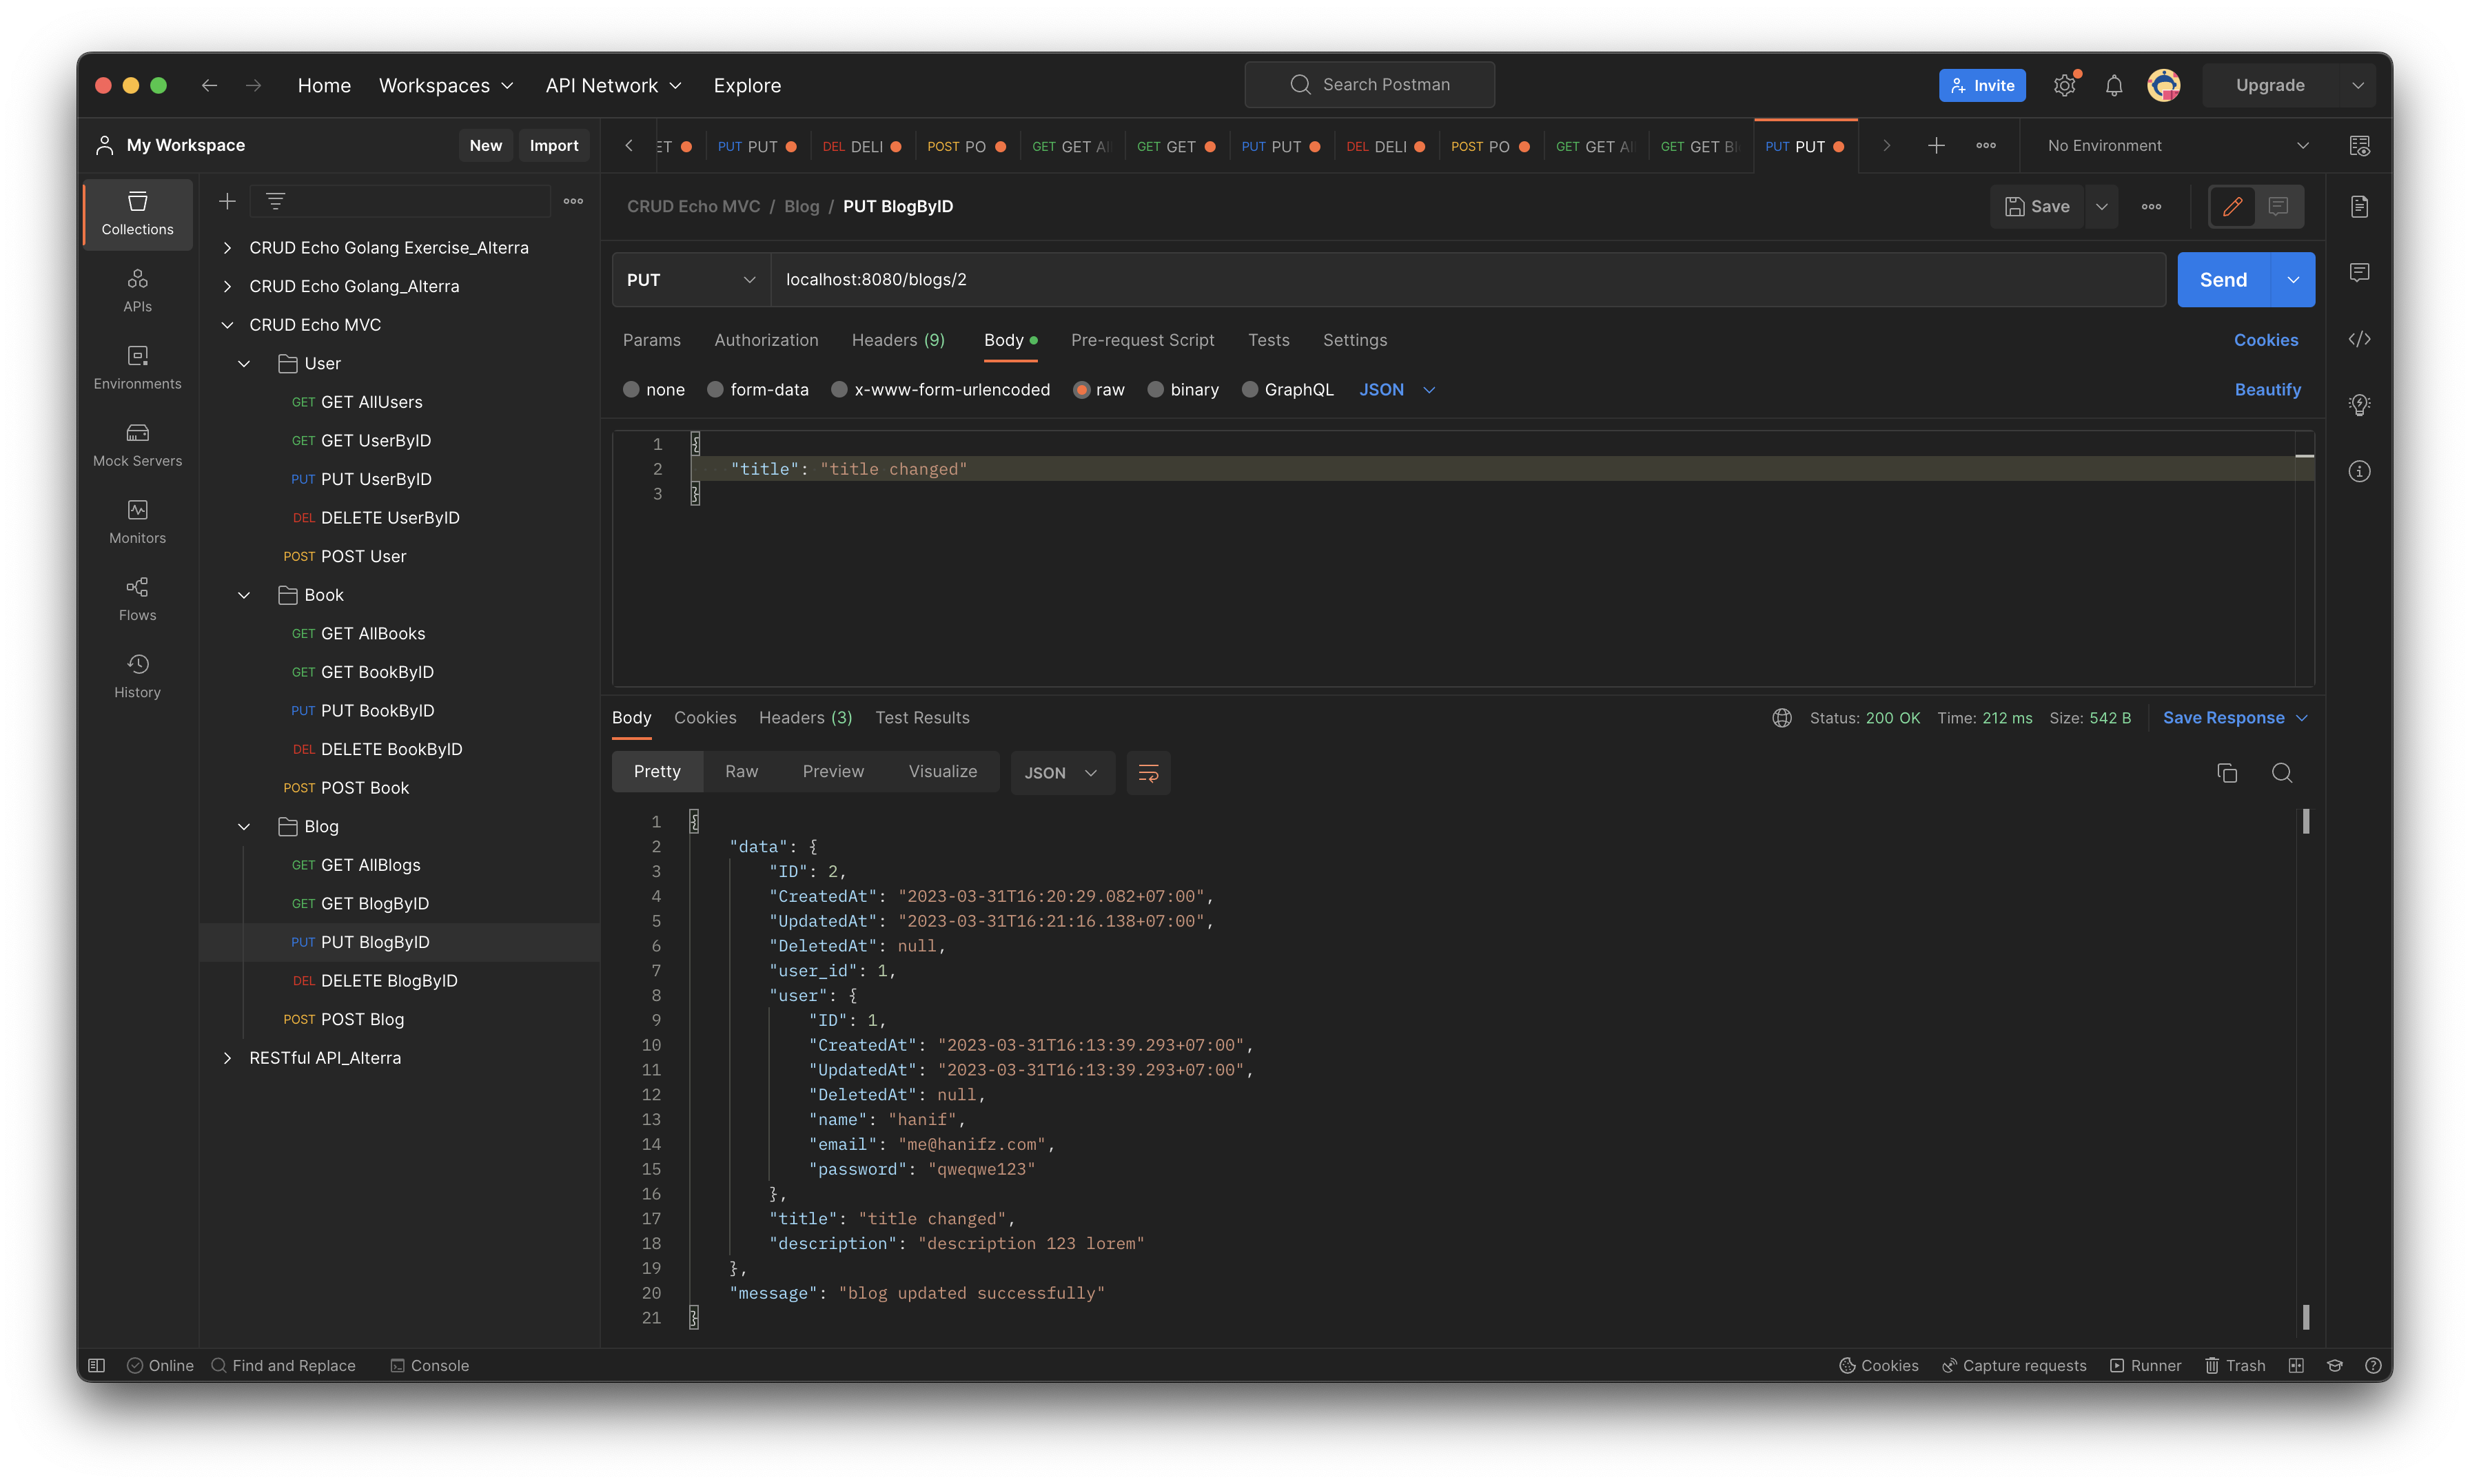 Home Workspaces API Network Explore Search Postman Invite Upgrade
My Workspace New Import
ET PUT PUT DEL DELI POST PO GET GET Al GET GET PUT PUT DEL DELI POST PO GET GET Al GET GET Bl PUT PUT No Environment
Collections
APIs
Environments
Mock Servers
Monitors
Flows
History
CRUD Echo Golang Exercise_Alterra
CRUD Echo Golang_Alterra
CRUD Echo MVC
User
GET GET AllUsers
GET GET UserByID
PUT PUT UserByID
DEL DELETE UserByID
POST POST User
Book
GET GET AllBooks
GET GET BookByID
PUT PUT BookByID
DEL DELETE BookByID
POST POST Book
Blog
GET GET AllBlogs
GET GET BlogByID
PUT PUT BlogByID
DEL DELETE BlogByID
POST POST Blog
RESTful API_Alterra
CRUD Echo MVC / Blog / PUT BlogByID Save
PUT localhost:8080/blogs/2 Send
Params Authorization Headers (9) Body Pre-request Script Tests Settings Cookies
none form-data x-www-form-urlencoded raw binary GraphQL JSON Beautify
1 {
2 "title": "title changed"
3 }
Body Cookies Headers (3) Test Results Status: 200 OK Time: 212 ms Size: 542 B Save Response
Pretty Raw Preview Visualize JSON
1 {
2 "data": {
3 "ID": 2,
4 "CreatedAt": "2023-03-31T16:20:29.082+07:00",
5 "UpdatedAt": "2023-03-31T16:21:16.138+07:00",
6 "DeletedAt": null,
7 "user_id": 1,
8 "user": {
9 "ID": 1,
10 "CreatedAt": "2023-03-31T16:13:39.293+07:00",
11 "UpdatedAt": "2023-03-31T16:13:39.293+07:00",
12 "DeletedAt": null,
13 "name": "hanif",
14 "email": "me@hanifz.com",
15 "password": "qweqwe123"
16 },
17 "title": "title changed",
18 "description": "description 123 lorem"
19 },
20 "message": "blog updated successfully"
21 }
Online Find and Replace Console Cookies Capture requests Runner Trash